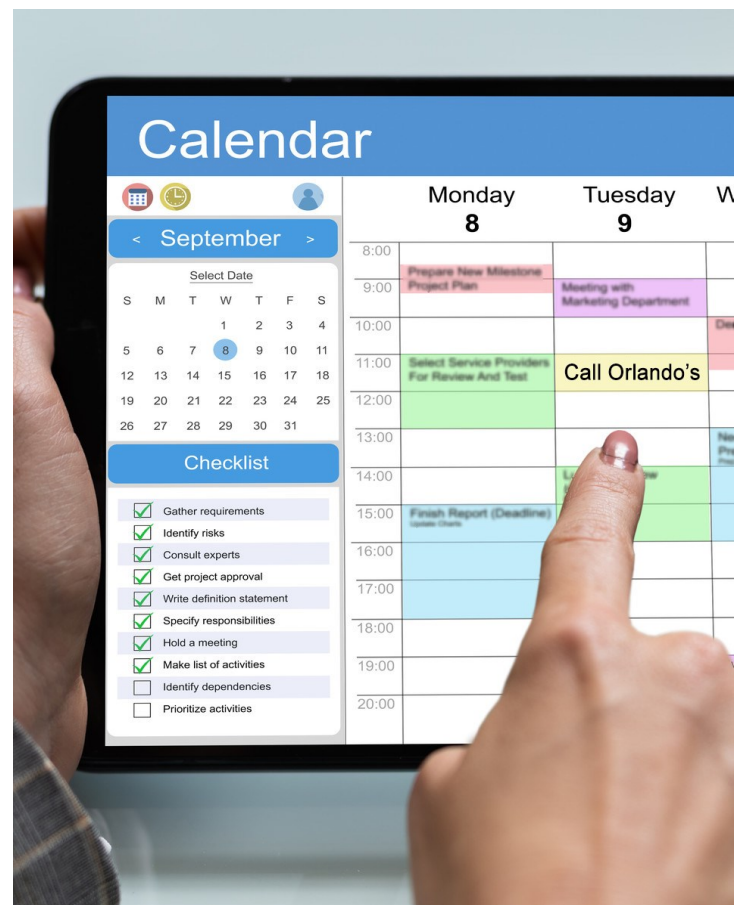 Calendar
< September >
Select Date
S M T W T F S
1 2 3 4
5 6 7 8 9 10 11
12 13 14 15 16 17 18
19 20 21 22 23 24 25
26 27 28 29 30 31
Checklist
Gather requirements
Identify risks
Consult experts
Get project approval
Write definition statement
Specify responsibilities
Hold a meeting
Make list of activities
Identify dependencies
Prioritize activities
Monday
8
Tuesday
9
W
8:00
9:00
10:00
11:00
12:00
13:00
14:00
15:00
16:00
17:00
18:00
19:00
20:00
Prepare New Milestone
Project Plan
Select Service Providers
For Review And Test
Finish Report (Deadline)
Update Charts
Meeting with
Marketing Department
Call Orlando's